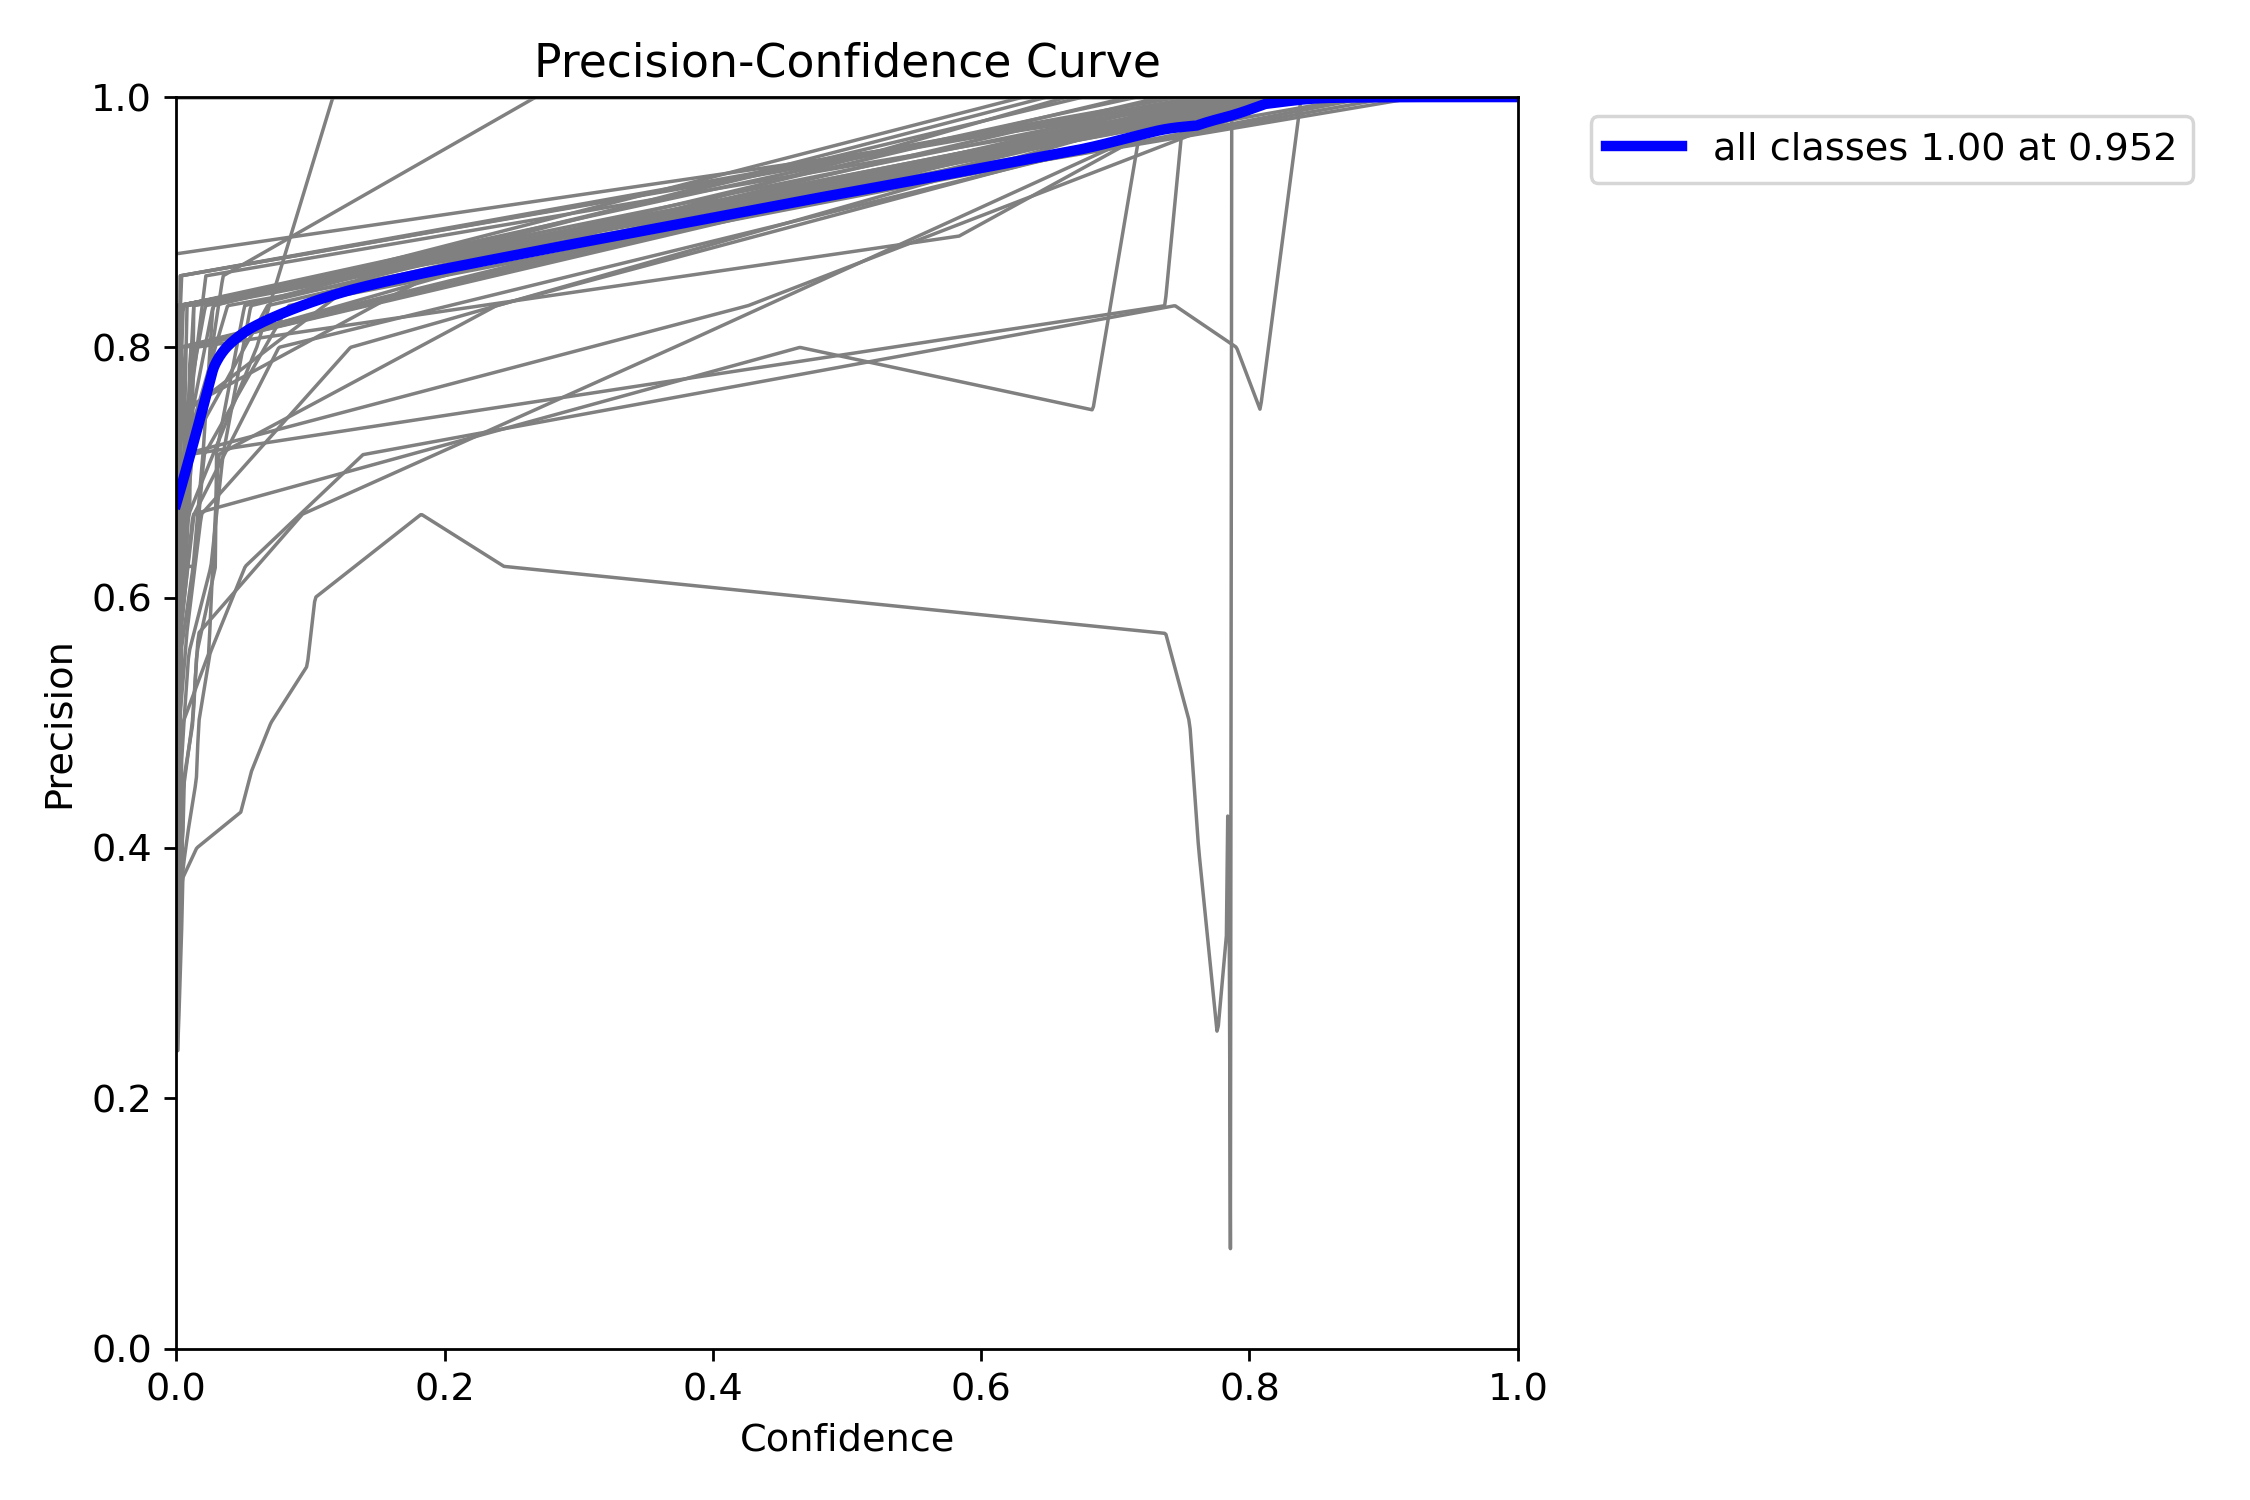 Precision-Confidence Curve
all classes 1.00 at 0.952
Precision
1.0
0.8
0.6
0.4
0.2
0.0
0.0 0.2 0.4 0.6 0.8 1.0
Confidence